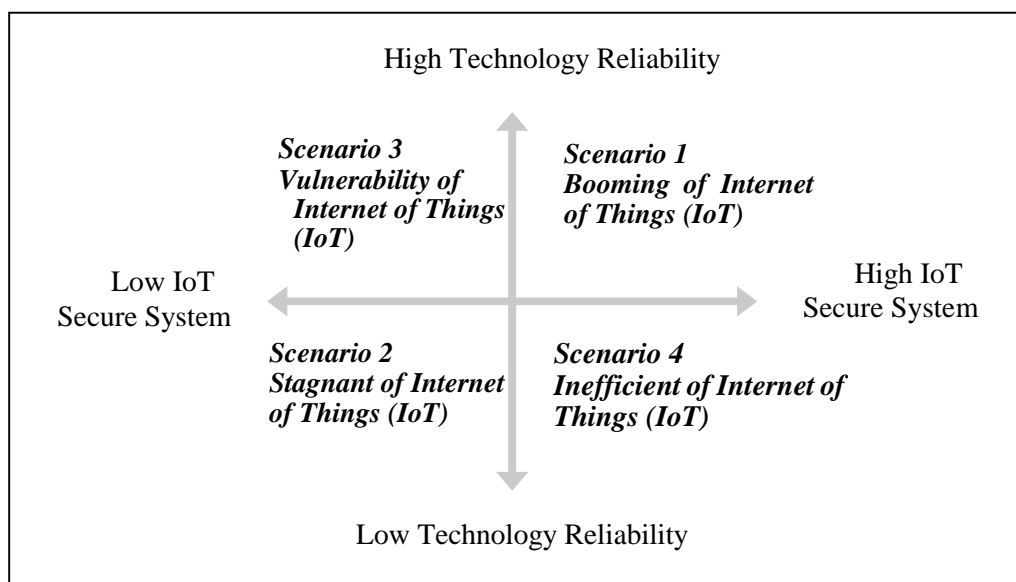 High Technology Reliability
Scenario 3
Vulnerability of
Internet of Things
(IoT)
Scenario 1
Booming of Internet
of Things (IoT)
Low IoT
Secure System
High IoT
Secure System
Scenario 2
Stagnant of Internet
of Things (IoT)
Scenario 4
Inefficient of Internet of
Things (IoT)
Low Technology Reliability